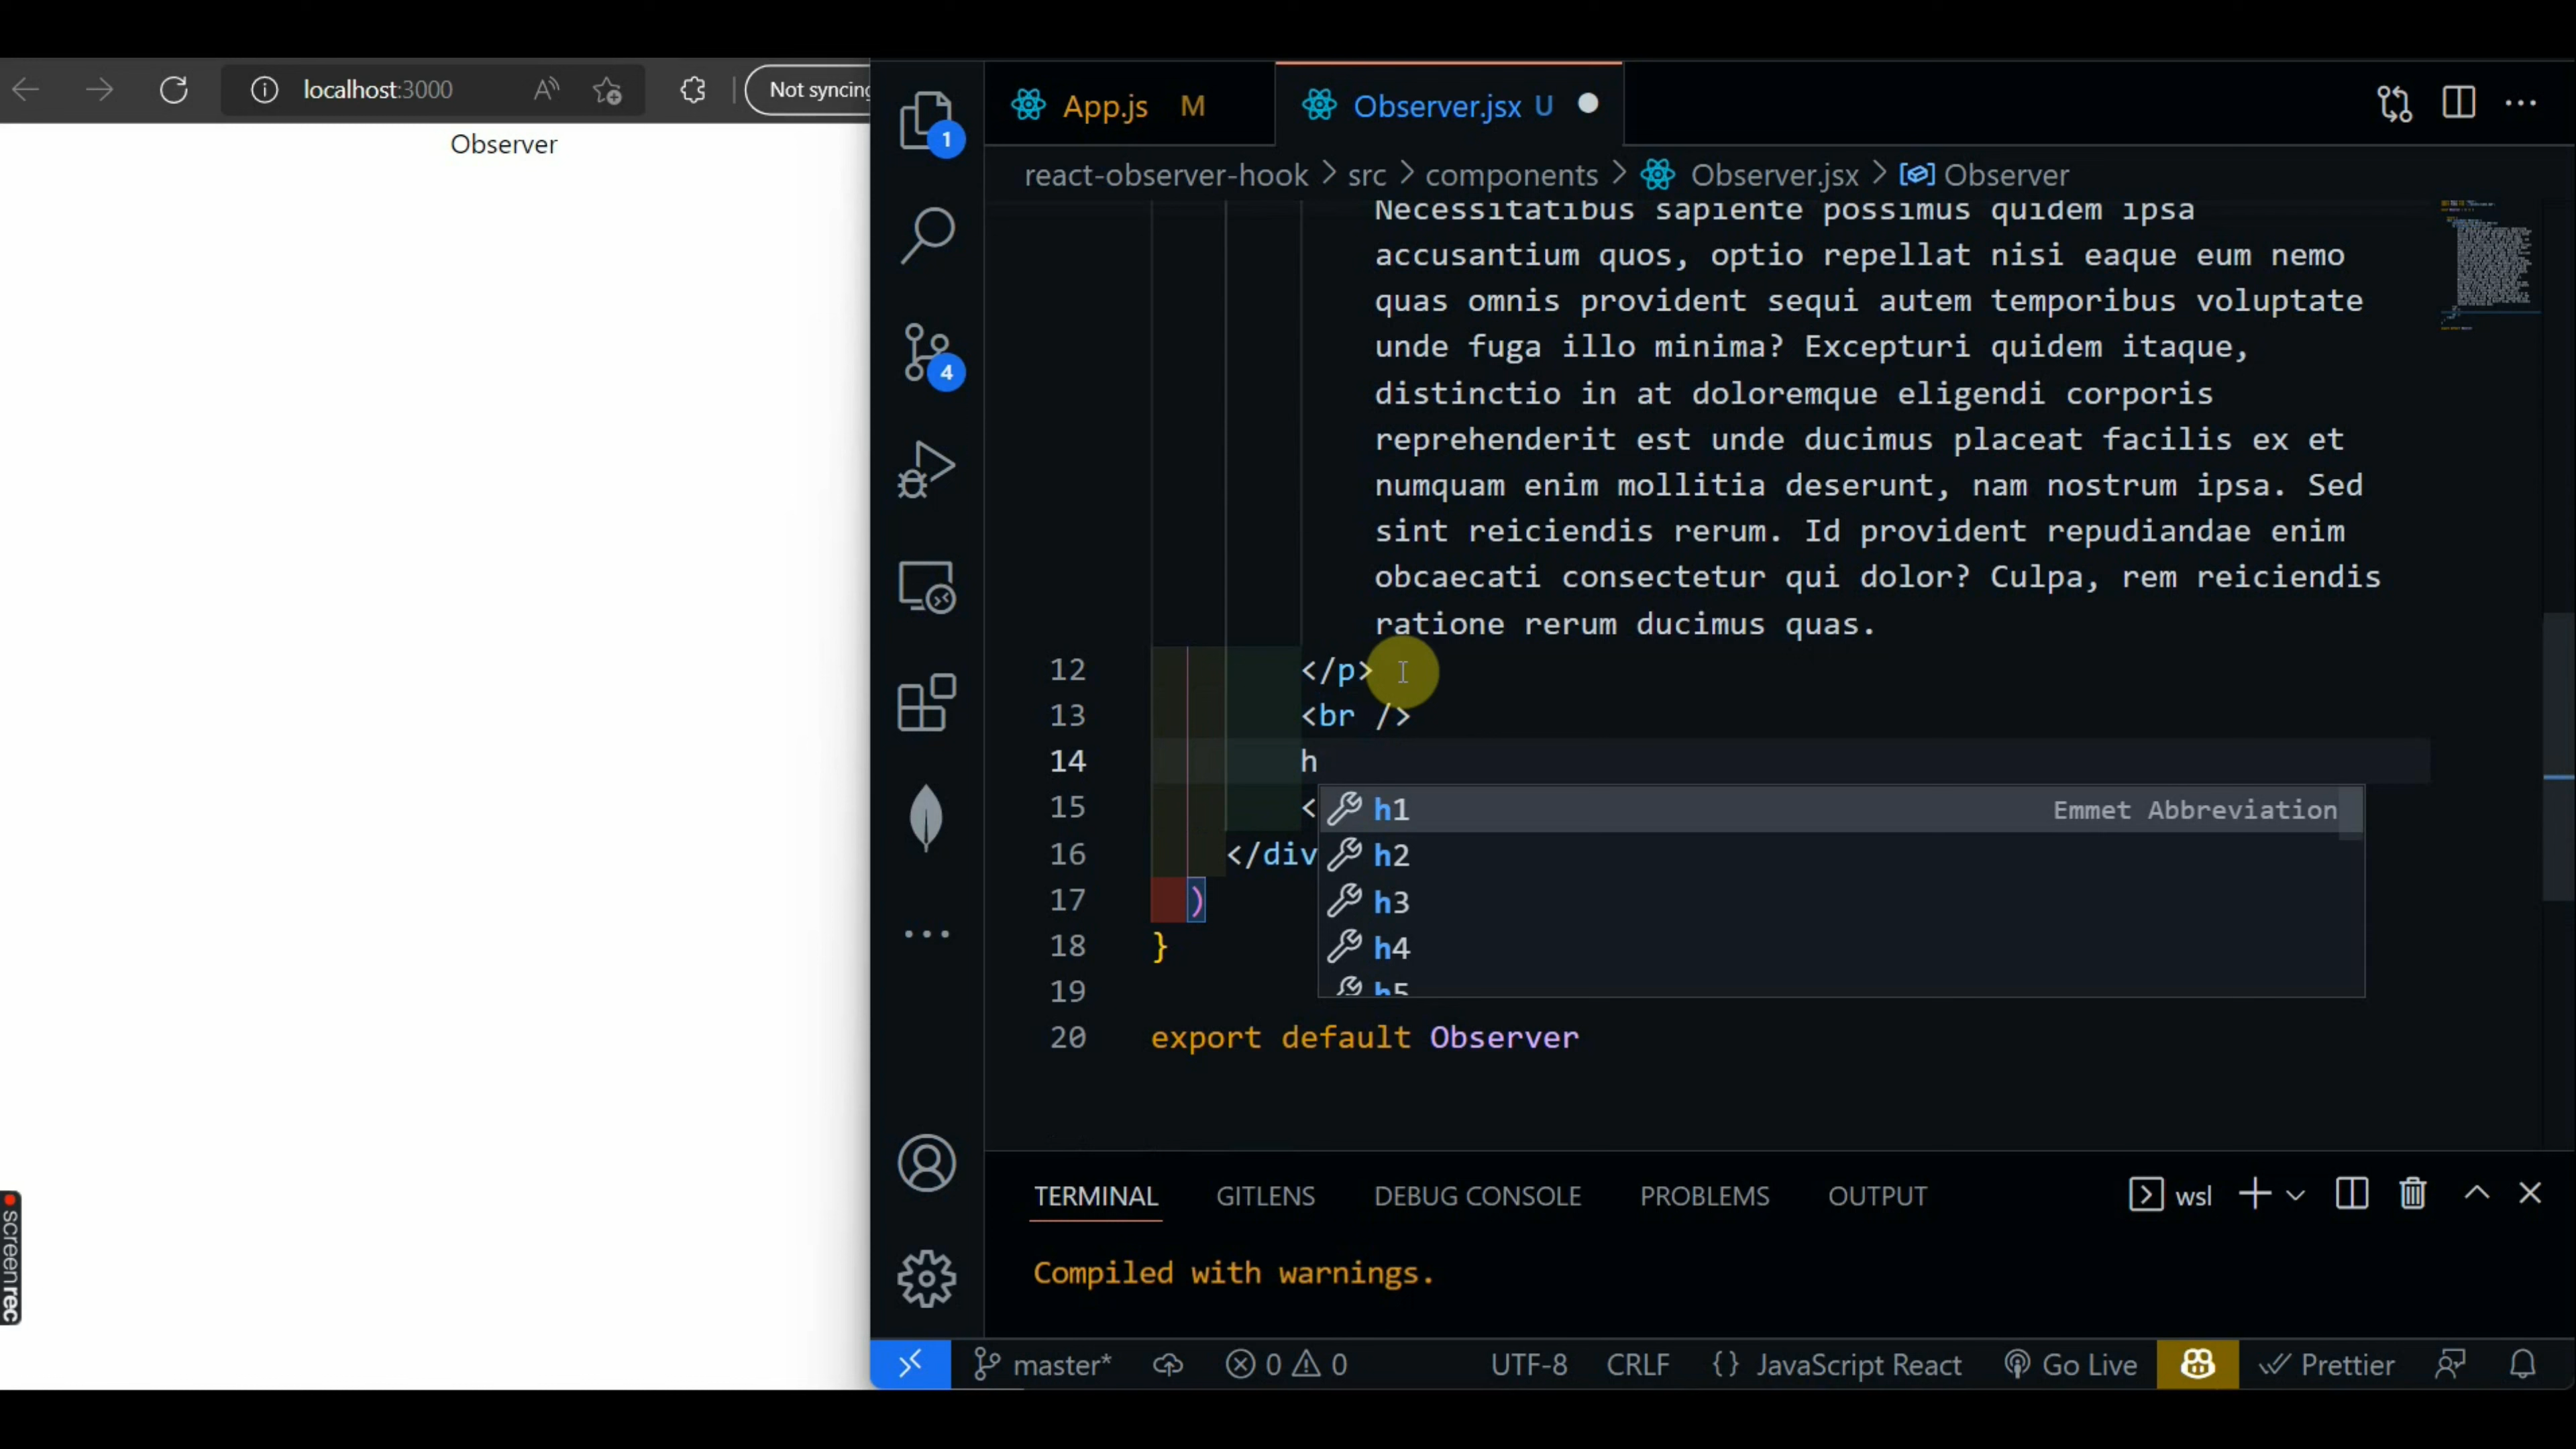 localhost:3000
Not syncing
Observer
1
4
App.js M
Observer.jsx U
react-observer-hook > src > components > Observer.jsx > Observer
Necessitatibus sapiente possimus quidem ipsa
accusantium quos, optio repellat nisi eaque eum nemo
quas omnis provident sequi autem temporibus voluptate
unde fuga illo minima? Excepturi quidem itaque,
distinctio in at doloremque eligendi corporis
reprehenderit est unde ducimus placeat facilis ex et
numquam enim mollitia deserunt, nam nostrum ipsa. Sed
sint reiciendis rerum. Id provident repudiandae enim
obcaecati consectetur qui dolor? Culpa, rem reiciendis
ratione rerum ducimus quas.
12 </p>
13 <br />
14 h
15 <
h1 Emmet Abbreviation
16 </div
h2
17 )
h3
18 }
h4
19
h5
20 export default Observer
TERMINAL GITLENS DEBUG CONSOLE PROBLEMS OUTPUT
wsl
Compiled with warnings.
master* 0 0 UTF-8 CRLF {} JavaScript React Go Live Prettier
screenrec